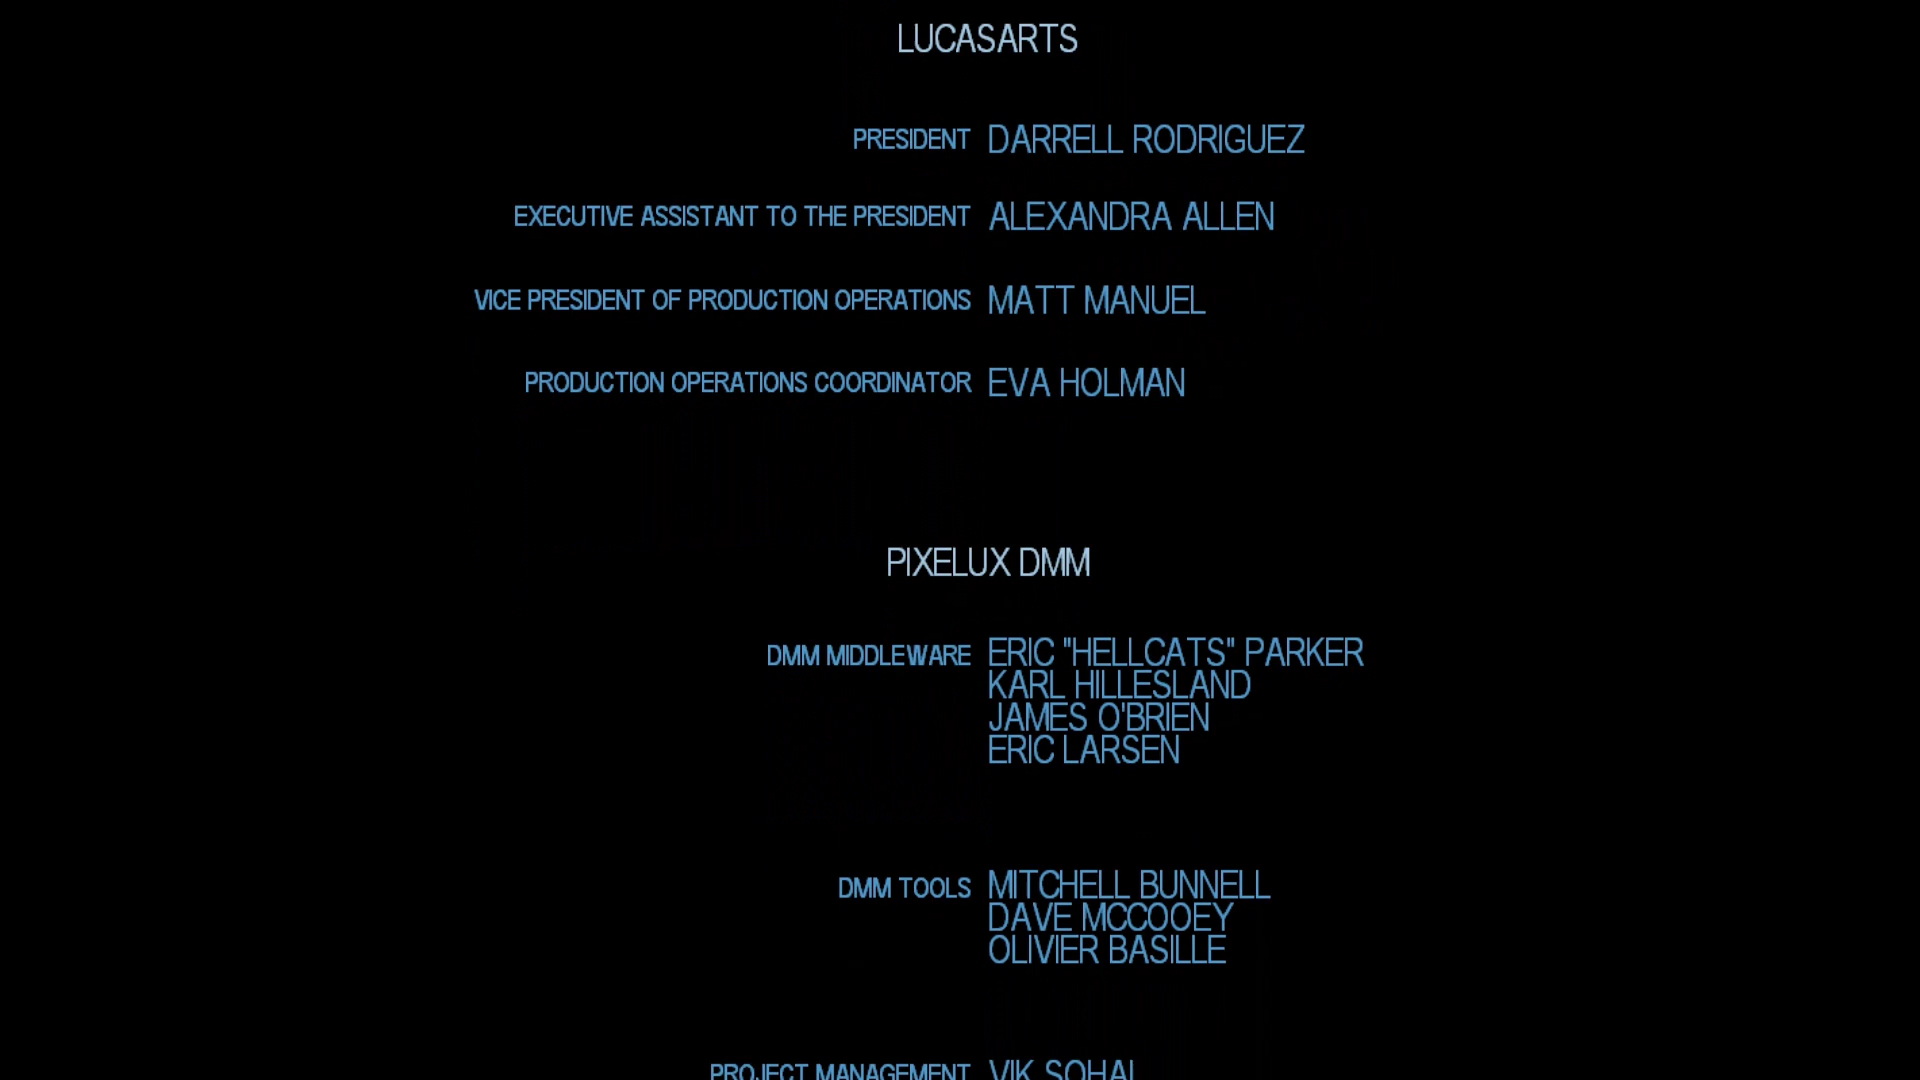 LUCASARTS
PRESIDENT DARRELL RODRIGUEZ
EXECUTIVE ASSISTANT TO THE PRESIDENT ALEXANDRA ALLEN
VICE PRESIDENT OF PRODUCTION OPERATIONS MATT MANUEL
PRODUCTION OPERATIONS COORDINATOR EVA HOLMAN
PIXELUX DMM
DMM MIDDLEWARE ERIC "HELLCATS" PARKER
KARL HILLESLAND
JAMES O'BRIEN
ERIC LARSEN
DMM TOOLS MITCHELL BUNNELL
DAVE MCCOOEY
OLIVIER BASILLE
PROJECT MANAGEMENT VIK SOHAL